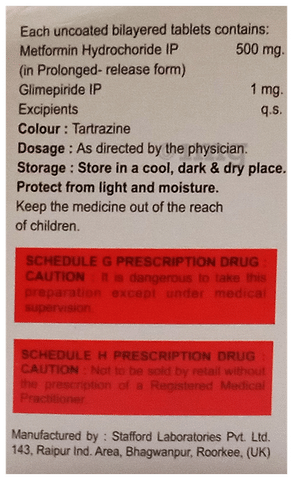 Each uncoated bilayered tablets contains:
Metformin Hydrochoride IP 500 mg.
(in Prolonged- release form)
Glimepiride IP 1 mg.
Excipients q.s.
Colour : Tartrazine
Dosage : As directed by the physician.
Storage : Store in a cool, dark & dry place.
Protect from light and moisture.
Keep the medicine out of the reach
of children.
SCHEDULE G PRESCRIPTION DRUG :
CAUTION : It is dangerous to take this
preparation except under medical
supervision.
SCHEDULE H PRESCRIPTION DRUG :
CAUTION : Not to be sold by retail without
the prescription of a Registered Medical
Practitioner.
Manufactured by : Stafford Laboratories Pvt. Ltd.
143, Raipur Ind. Area, Bhagwanpur, Roorkee, (UK)